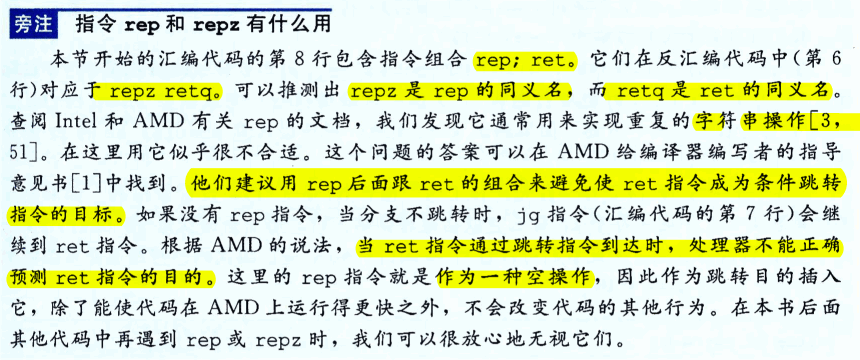 旁注 指令 rep 和 repz 有什么用
本节开始的汇编代码的第 8 行包含指令组合 rep; ret。它们在反汇编代码中(第 6
行)对应于 repz retq。可以推测出 repz 是 rep 的同义名，而 retq 是 ret 的同义名。
查阅 Intel 和 AMD 有关 rep 的文档，我们发现它通常用来实现重复的字符串操作[3,
51]。在这里用它似乎很不合适。这个问题的答案可以在 AMD 给编译器编写者的指导
意见书[1]中找到。他们建议用 rep 后面跟 ret 的组合来避免使 ret 指令成为条件跳转
指令的目标。如果没有 rep 指令，当分支不跳转时，jg 指令(汇编代码的第 7 行)会继
续到 ret 指令。根据 AMD 的说法，当 ret 指令通过跳转指令到达时，处理器不能正确
预测 ret 指令的目的。这里的 rep 指令就是作为一种空操作，因此作为跳转目的插入
它，除了能使代码在 AMD 上运行得更快之外，不会改变代码的其他行为。在本书后面
其他代码中再遇到 rep 或 repz 时，我们可以很放心地无视它们。